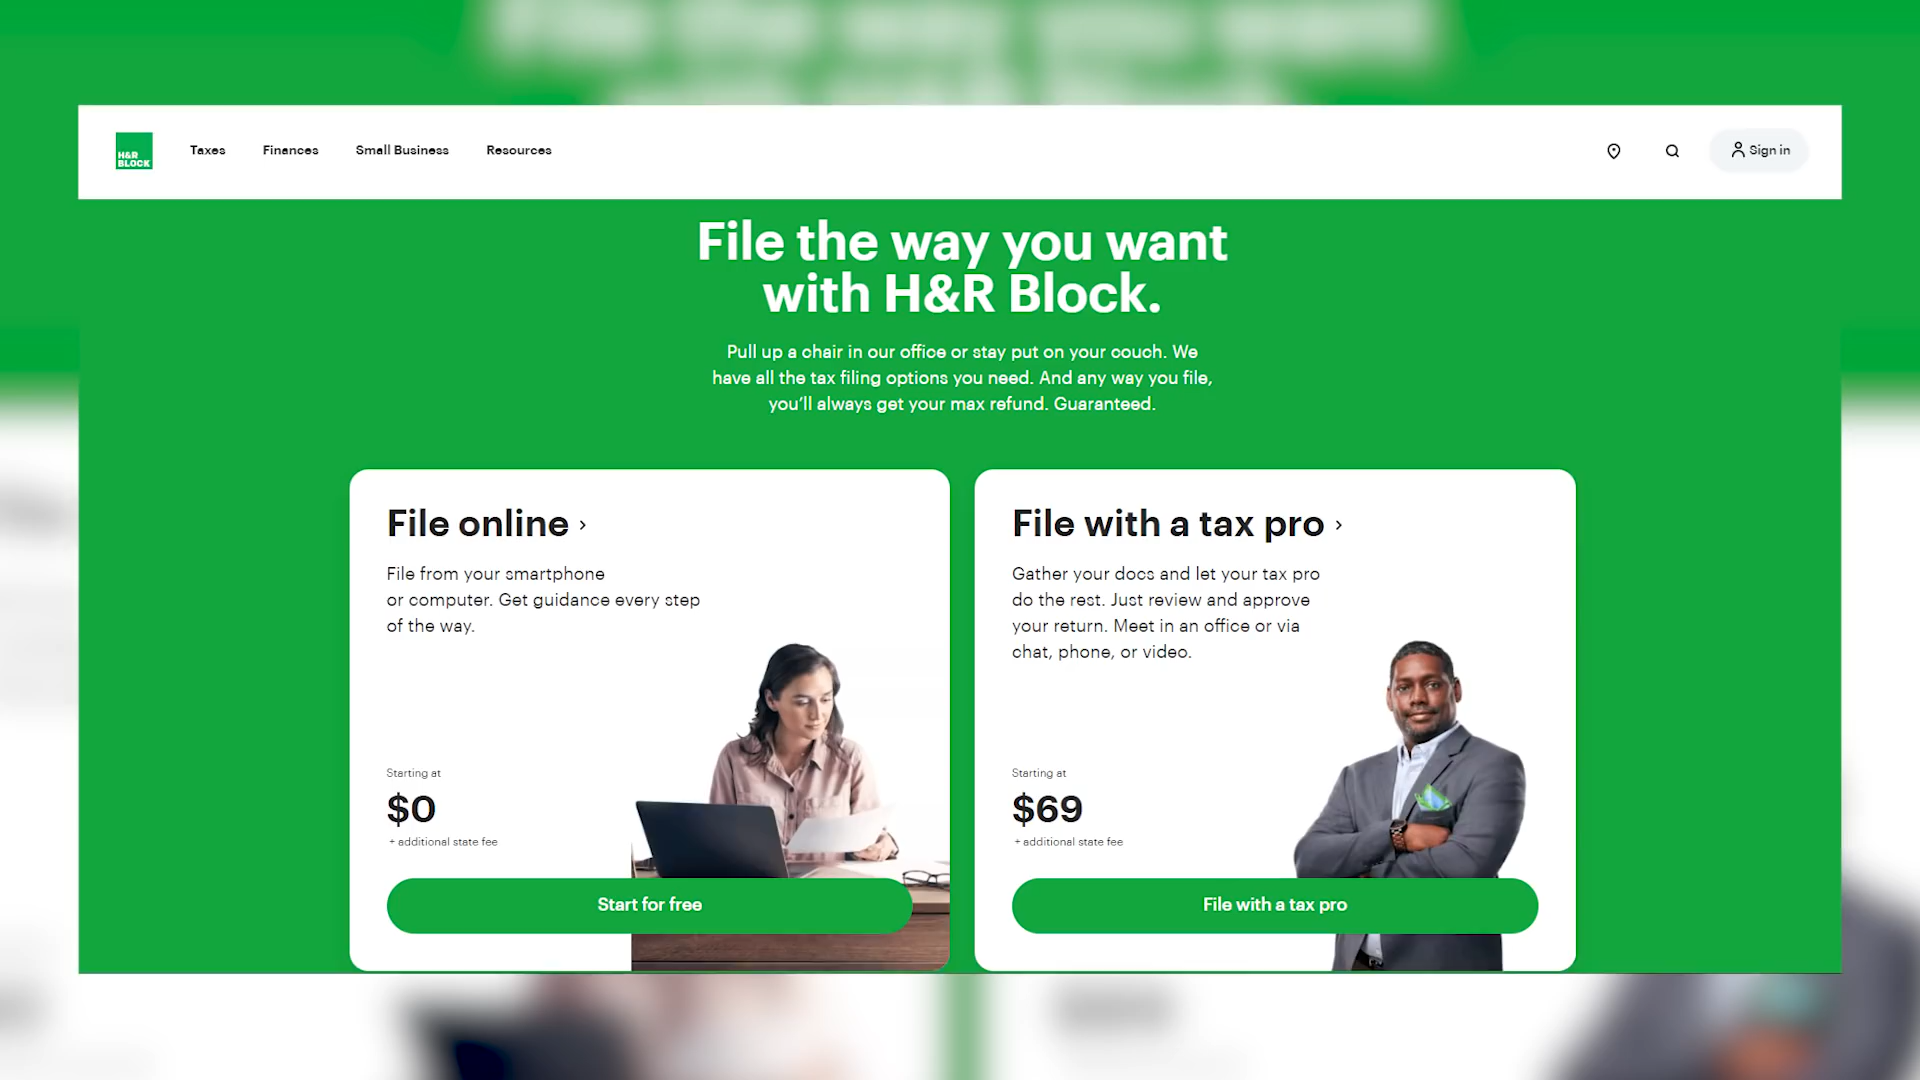 File the way you want
H&R
BLOCK
Taxes
Finances
Small Business
Resources
Sign in
File the way you want
with H&R Block.
Pull up a chair in our office or stay put on your couch. We
have all the tax filing options you need. And any way you file,
you'll always get your max refund. Guaranteed.
File online ›
File from your smartphone
or computer. Get guidance every step
of the way.
Starting at
$0
+ additional state fee
Start for free
File with a tax pro ›
Gather your docs and let your tax pro
do the rest. Just review and approve
your return. Meet in an office or via
chat, phone, or video.
Starting at
$69
+ additional state fee
File with a tax pro